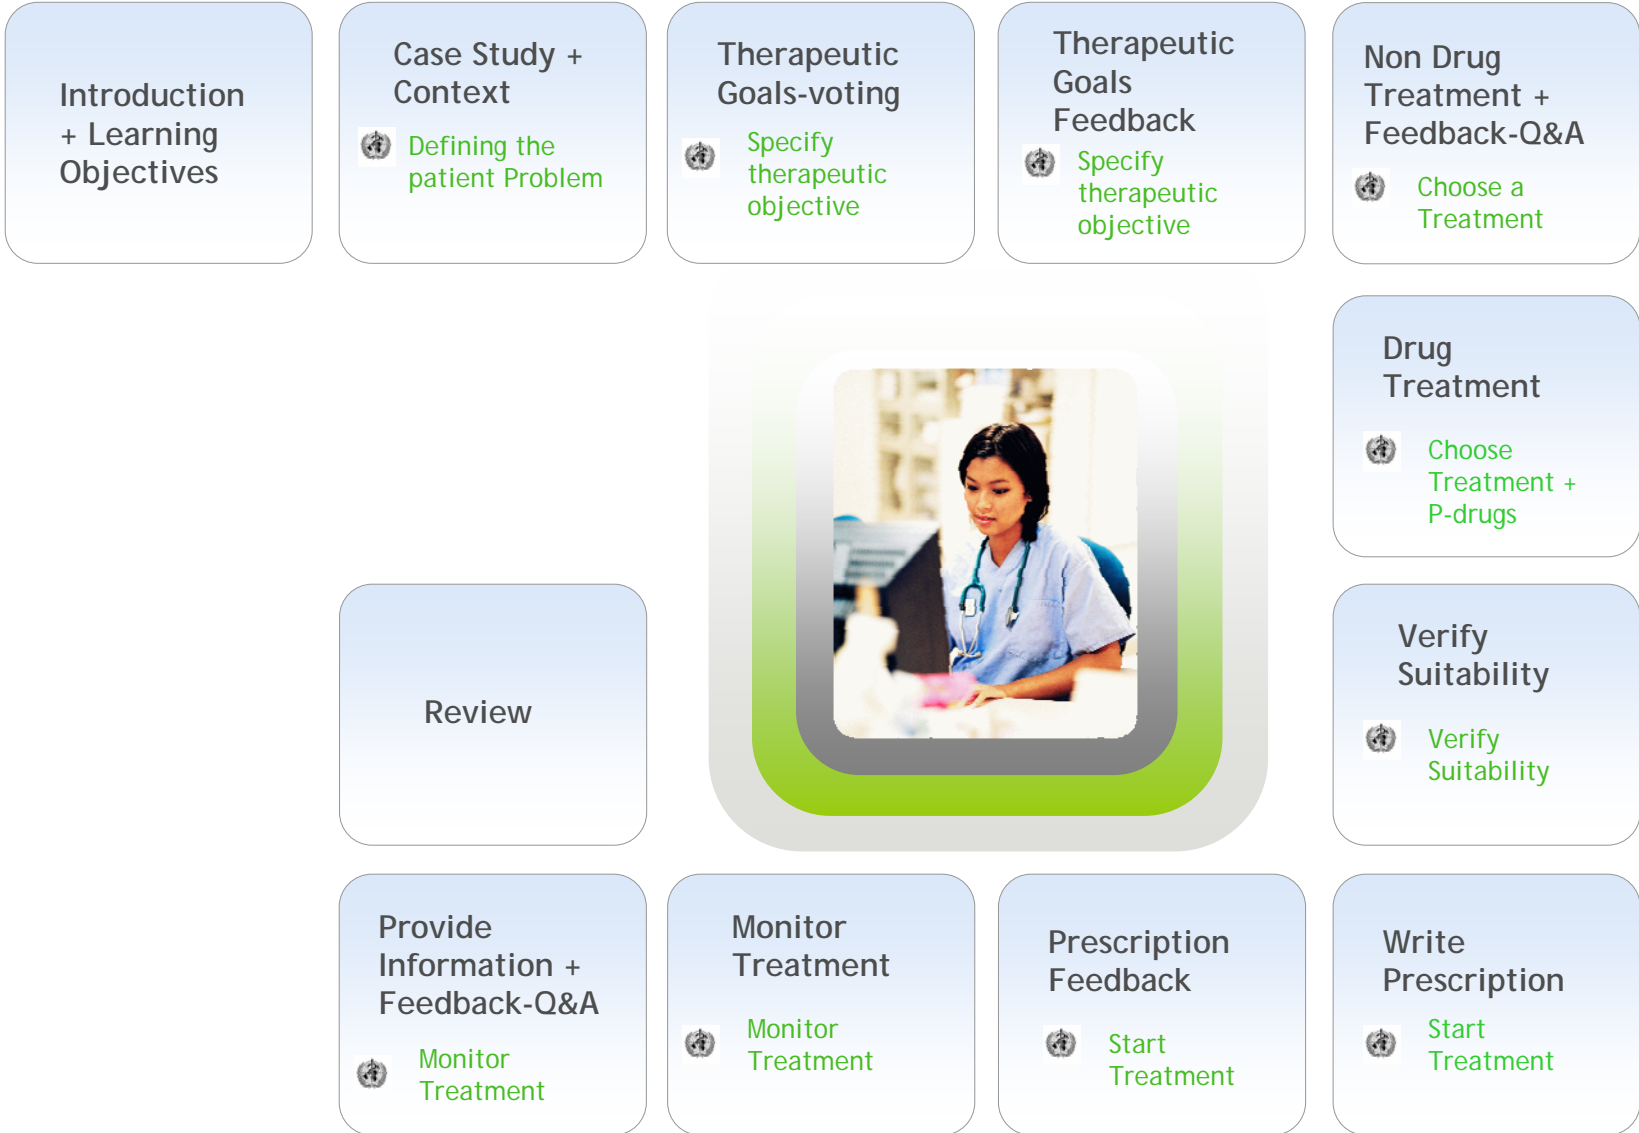 Introduction
+ Learning
Objectives
Case Study +
Context
Defining the
patient Problem
Therapeutic
Goals-voting
Specify
therapeutic
objective
Therapeutic
Goals
Feedback
Specify
therapeutic
objective
Non Drug
Treatment +
Feedback-Q&A
Choose a
Treatment
Drug
Treatment
Choose
Treatment +
P-drugs
Verify
Suitability
Verify
Suitability
Write
Prescription
Start
Treatment
Prescription
Feedback
Start
Treatment
Monitor
Treatment
Monitor
Treatment
Provide
Information +
Feedback-Q&A
Monitor
Treatment
Review